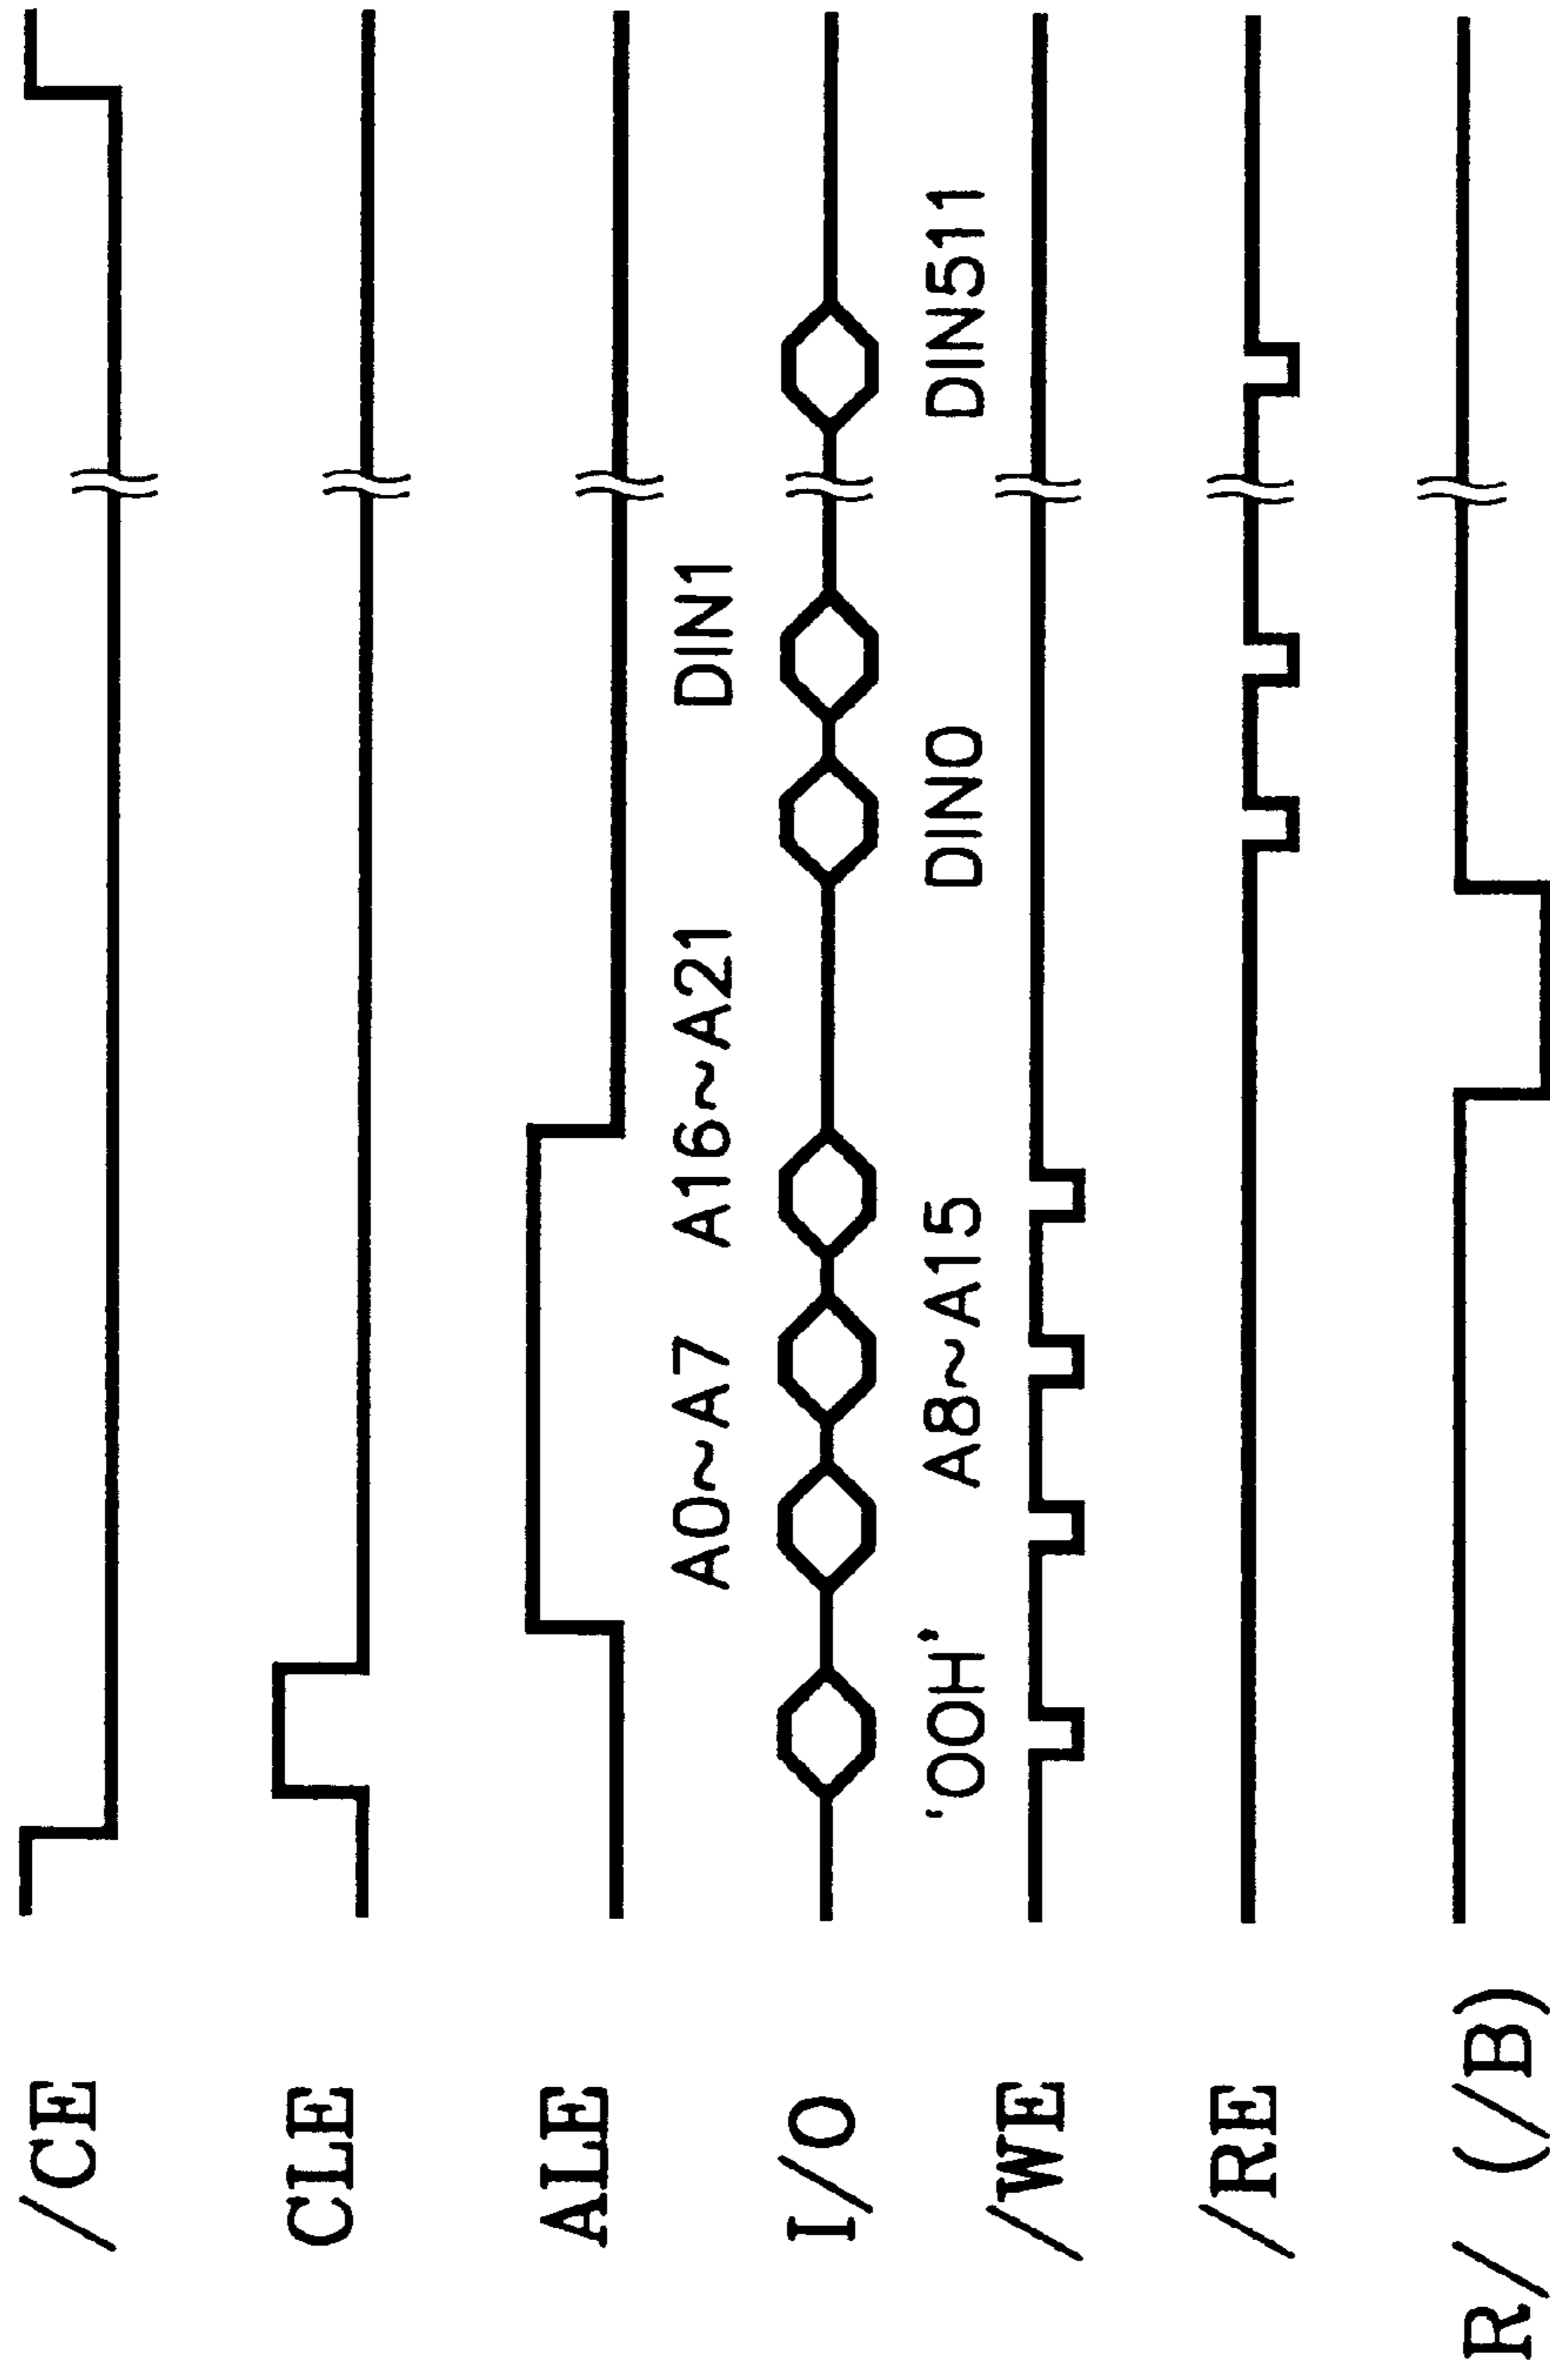 /CE
CLE
ALE
A0~A7 A16~A21 DIN1
I/O
'00H' A8~A15 DIN0 DIN511
/WE
/RE
R/ (/B)